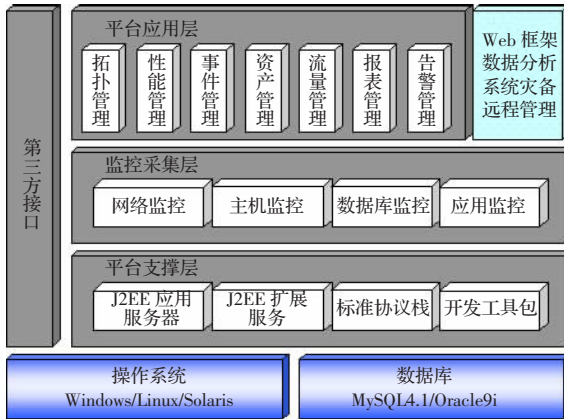 平台应用层
拓扑管理
性能管理
事件管理
资产管理
流量管理
报表管理
告警管理
Web 框架
数据分析
系统灾备
远程管理
第三方接口
监控采集层
网络监控
主机监控
数据库监控
应用监控
平台支撑层
J2EE 应用
服务器
J2EE 扩展
服务
标准协议栈
开发工具包
操作系统
Windows/Linux/Solaris
数据库
MySQL4.1/Oracle9i